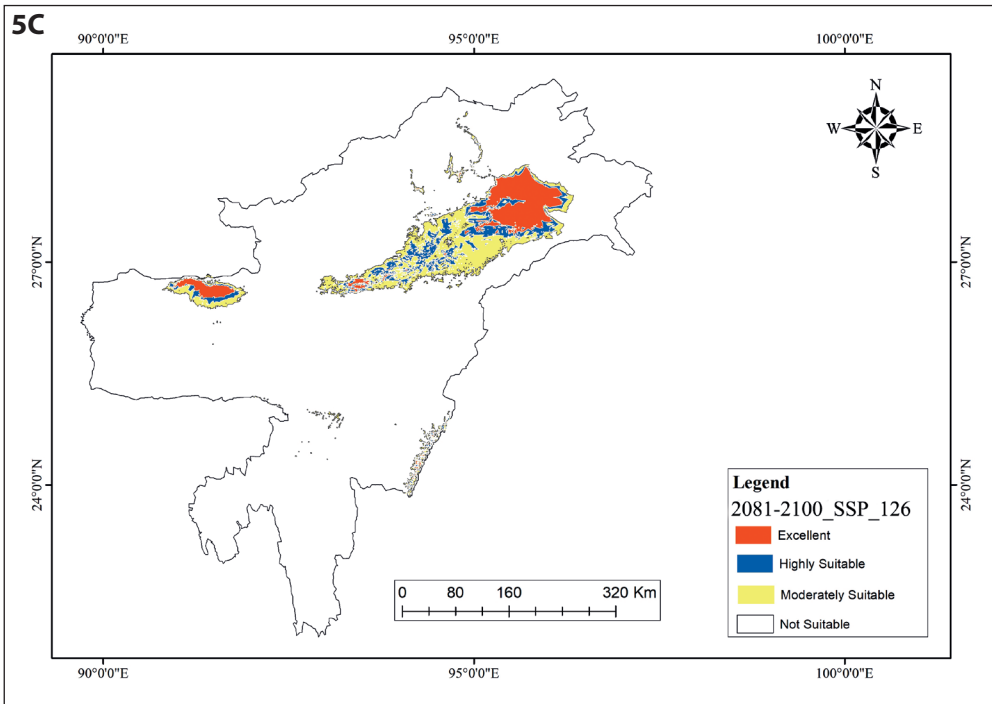 5C
90°0'0"E 95°0'0"E 100°0'0"E
N
W E
S
27°0'0"N 27°0'0"N
24°0'0"N 24°0'0"N
Legend
2081-2100_SSP_126
Excellent
Highly Suitable
Moderately Suitable
Not Suitable
0 80 160 320 Km
90°0'0"E 95°0'0"E 100°0'0"E